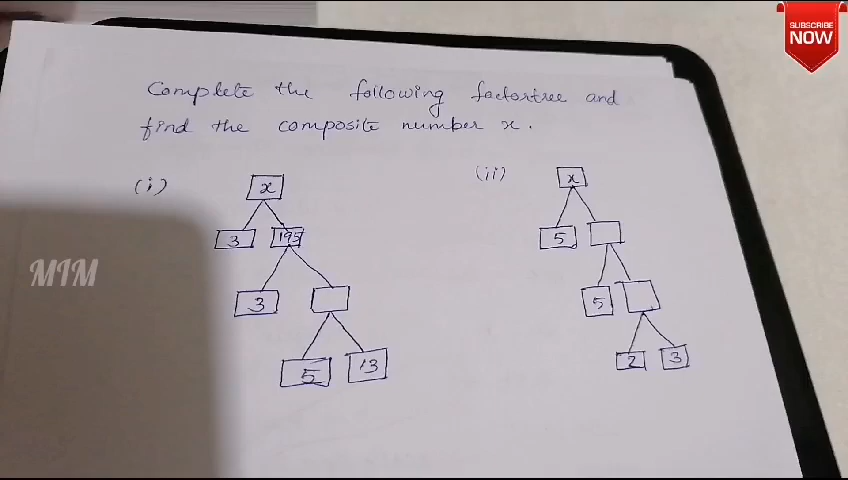 SUBSCRIBE
NOW
Complete the following factortree and
find the composite number x.
(i) x (ii) x
3 195 5
MIM
3 5
5 13 2 3